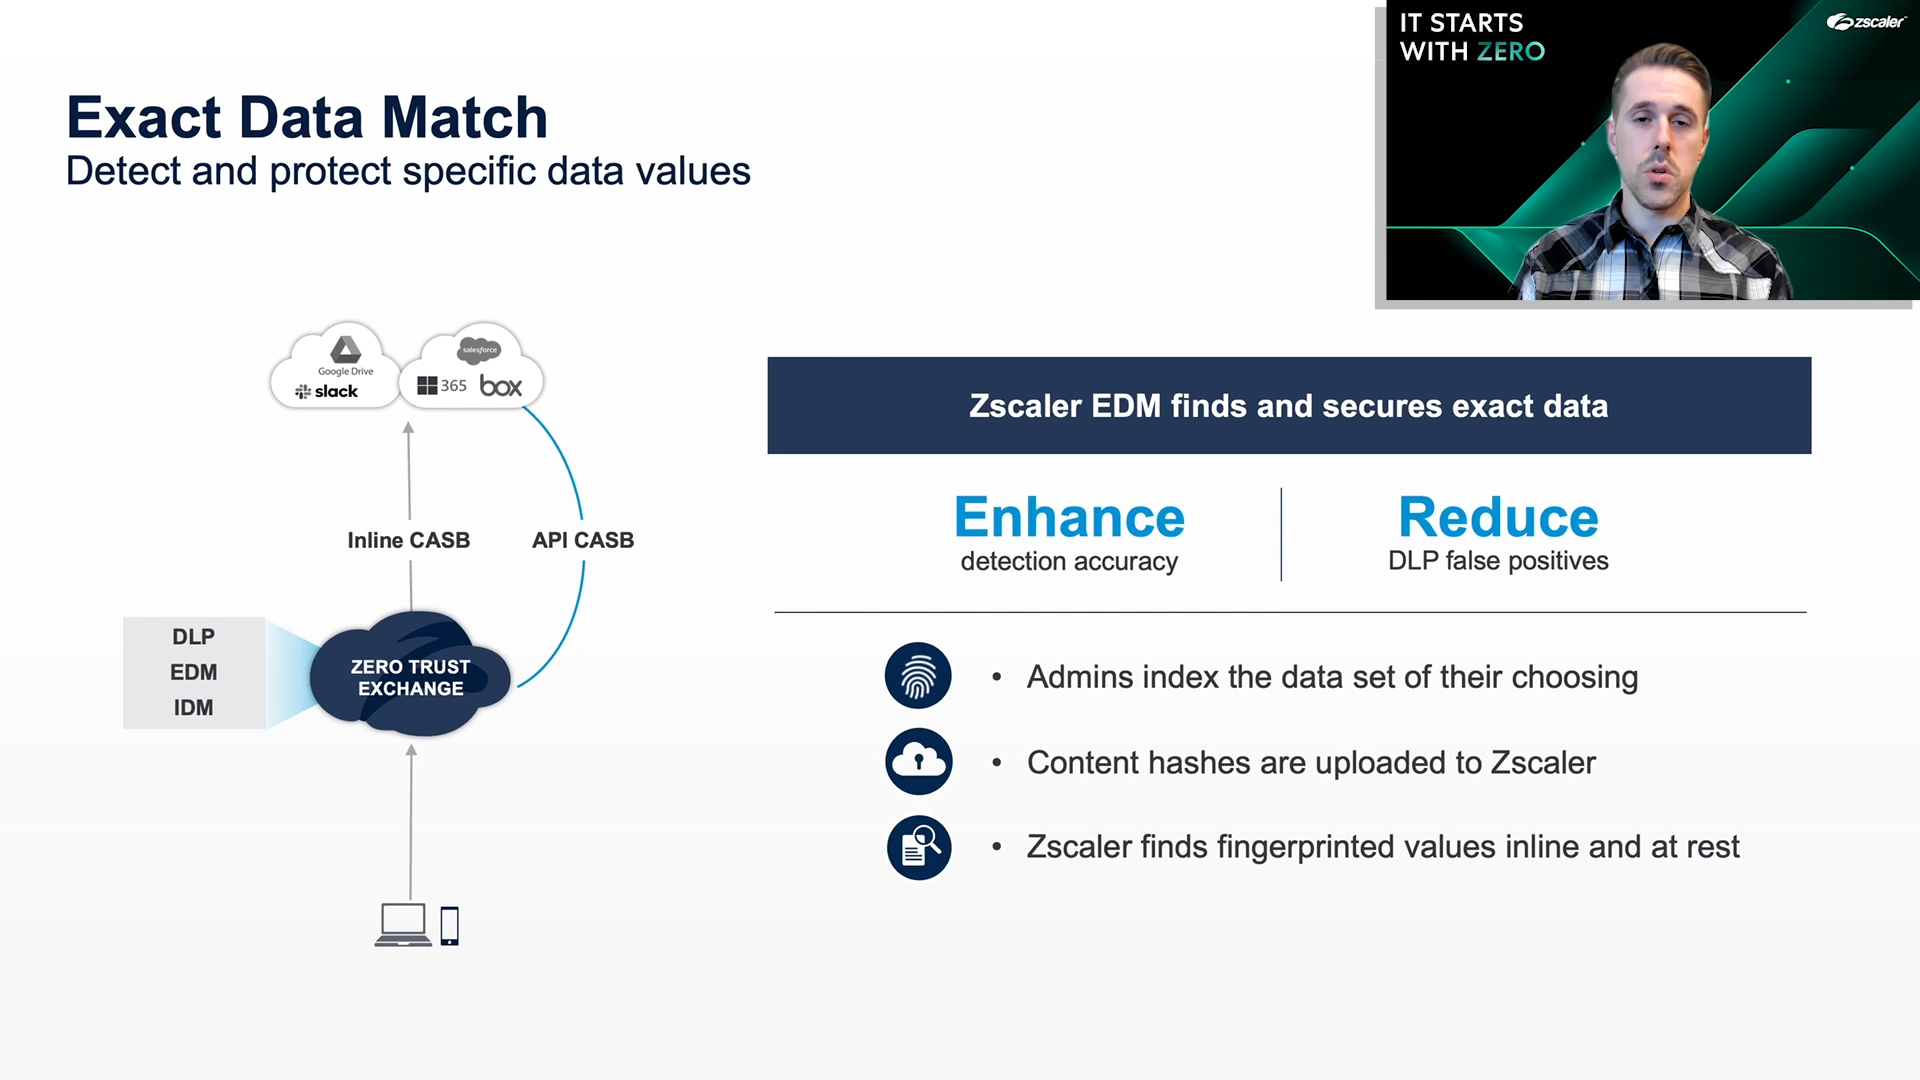 IT STARTS
WITH ZERO
zscaler
Exact Data Match
Detect and protect specific data values
Google Drive
slack
salesforce
365
box
Inline CASB
API CASB
DLP
EDM
IDM
ZERO TRUST
EXCHANGE
Zscaler EDM finds and secures exact data
Enhance
detection accuracy
Reduce
DLP false positives
• Admins index the data set of their choosing
• Content hashes are uploaded to Zscaler
• Zscaler finds fingerprinted values inline and at rest